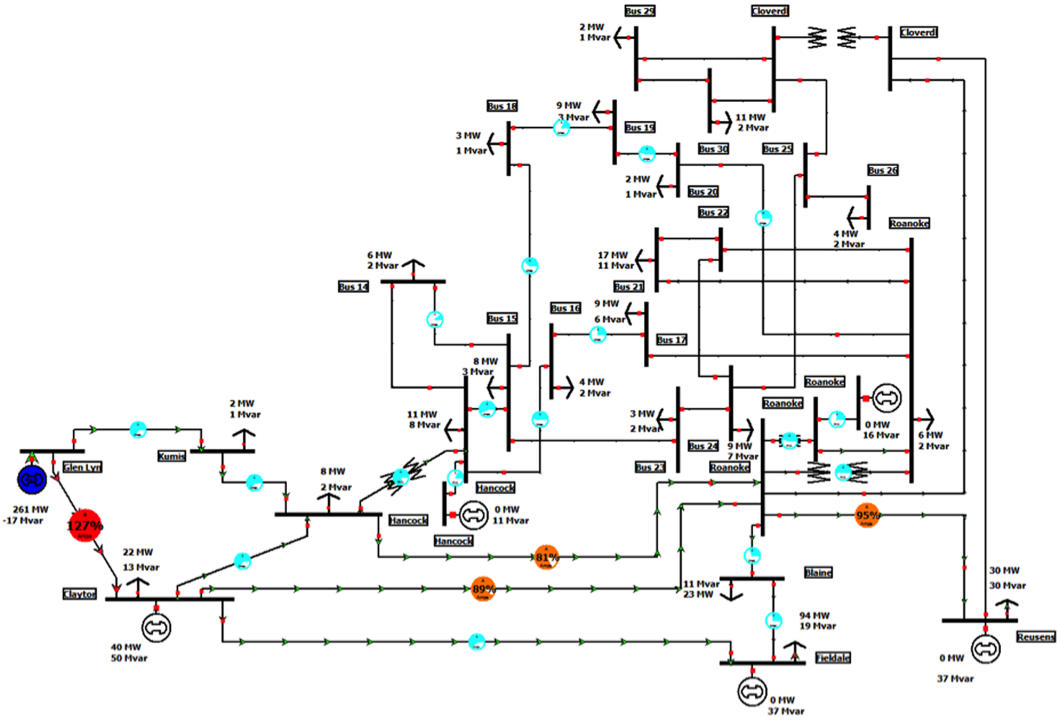 Bus 29
Cloverdl
2 MW
1 Mvar
Cloverdl
Bus 18
9 MW
3 Mvar
11 MW
2 Mvar
Bus 19
3 MW
1 Mvar
Bus 30
Bus 25
2 MW
1 Mvar
Bus 20
Bus 26
Bus 22
4 MW
2 Mvar
Roanoke
6 MW
2 Mvar
17 MW
11 Mvar
Bus 14
Bus 21
9 MW
6 Mvar
Bus 16
Bus 15
Bus 17
8 MW
3 Mvar
4 MW
2 Mvar
Roanoke
Roanoke
0 MW
16 Mvar
2 MW
1 Mvar
11 MW
8 Mvar
3 MW
2 Mvar
Bus 24
9 MW
7 Mvar
6 MW
2 Mvar
Glen Lyn
Kumis
Bus 23
Roanoke
261 MW
-17 Mvar
8 MW
2 Mvar
Hancock
Hancock
0 MW
11 Mvar
Hancock
127%
Amps
95%
Amps
81%
Amps
22 MW
13 Mvar
Claytor
89%
Amps
11 Mvar
23 MW
Blaine
30 MW
30 Mvar
94 MW
19 Mvar
Reusens
40 MW
50 Mvar
Fieldale
0 MW
37 Mvar
0 MW
37 Mvar